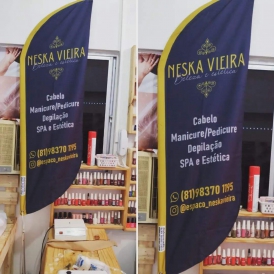 NESKA VIEIRA
Beleza e estética
Cabelo
Manicure/Pedicure
Depilação
SPA e Estética
(81)98370 1195
@espaco_neskavieira
NESKA VIEIRA
Beleza e estética
Cabelo
Manicure/Pedicure
Depilação
SPA e Estética
(81)98370 1195
@espaco_neskavieira